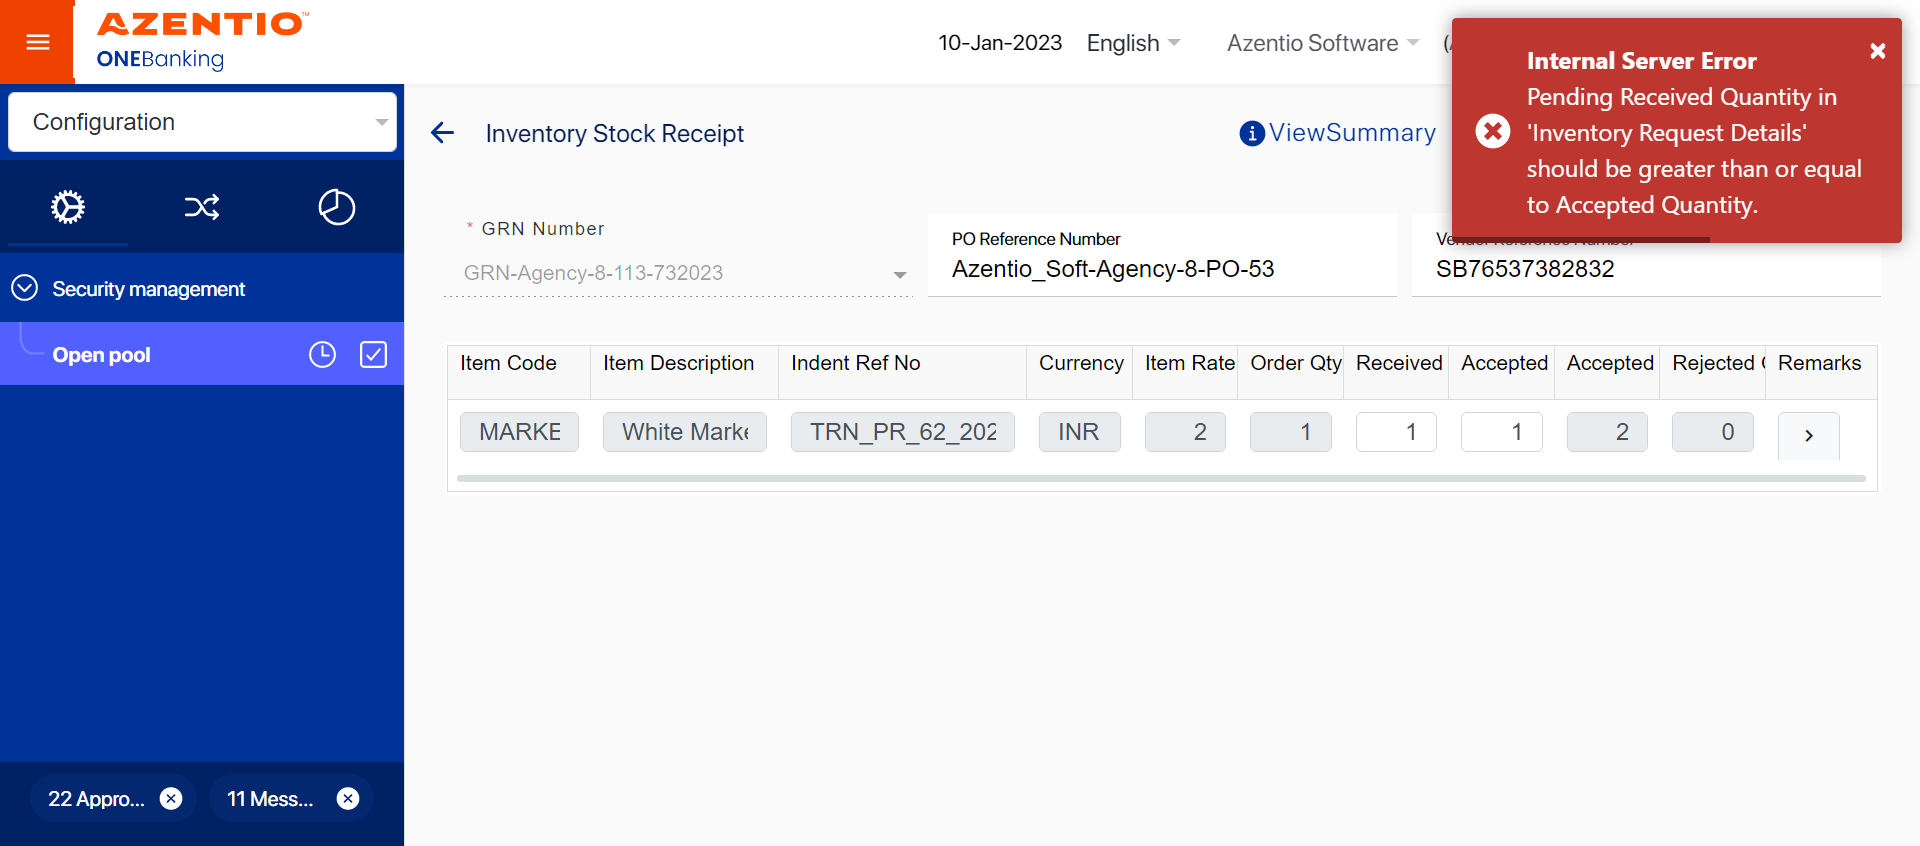 AZENTIO™
ONEBanking
10-Jan-2023
English
Azentio Software
Internal Server Error
Pending Received Quantity in
'Inventory Request Details'
should be greater than or equal
to Accepted Quantity.
Configuration
Inventory Stock Receipt
ViewSummary
* GRN Number
GRN-Agency-8-113-732023
PO Reference Number
Azentio_Soft-Agency-8-PO-53
Vendor Reference Number
SB76537382832
Security management
Open pool
Item Code Item Description Indent Ref No Currency Item Rate Order Qty Received Accepted Accepted Rejected Remarks
MARKE White Marke TRN_PR_62_202 INR 2 1 1 1 2 0
22 Appro...
11 Mess...